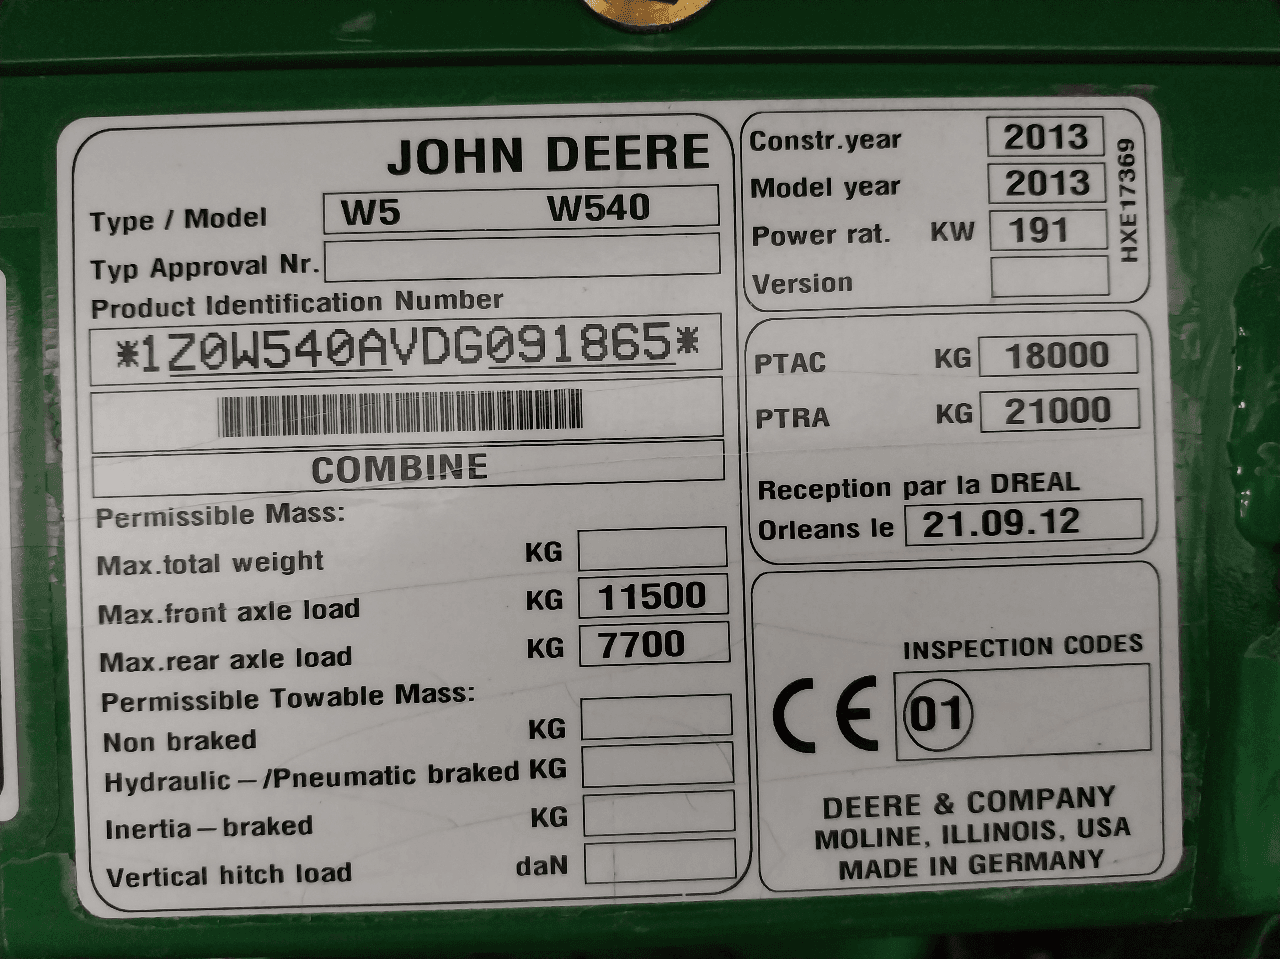 JOHN DEERE
Type / Model W5 W540
Typ Approval Nr.
Product Identification Number
*1Z0W540AVDG091865*
COMBINE
Permissible Mass:
Max.total weight KG
Max.front axle load KG 11500
Max.rear axle load KG 7700
Permissible Towable Mass:
Non braked KG
Hydraulic–/Pneumatic braked KG
Inertia–braked KG
Vertical hitch load daN
Constr.year 2013
Model year 2013
Power rat. KW 191
Version
HXE17369
PTAC KG 18000
PTRA KG 21000
Reception par la DREAL
Orleans le 21.09.12
INSPECTION CODES
CE 01
DEERE & COMPANY
MOLINE, ILLINOIS, USA
MADE IN GERMANY